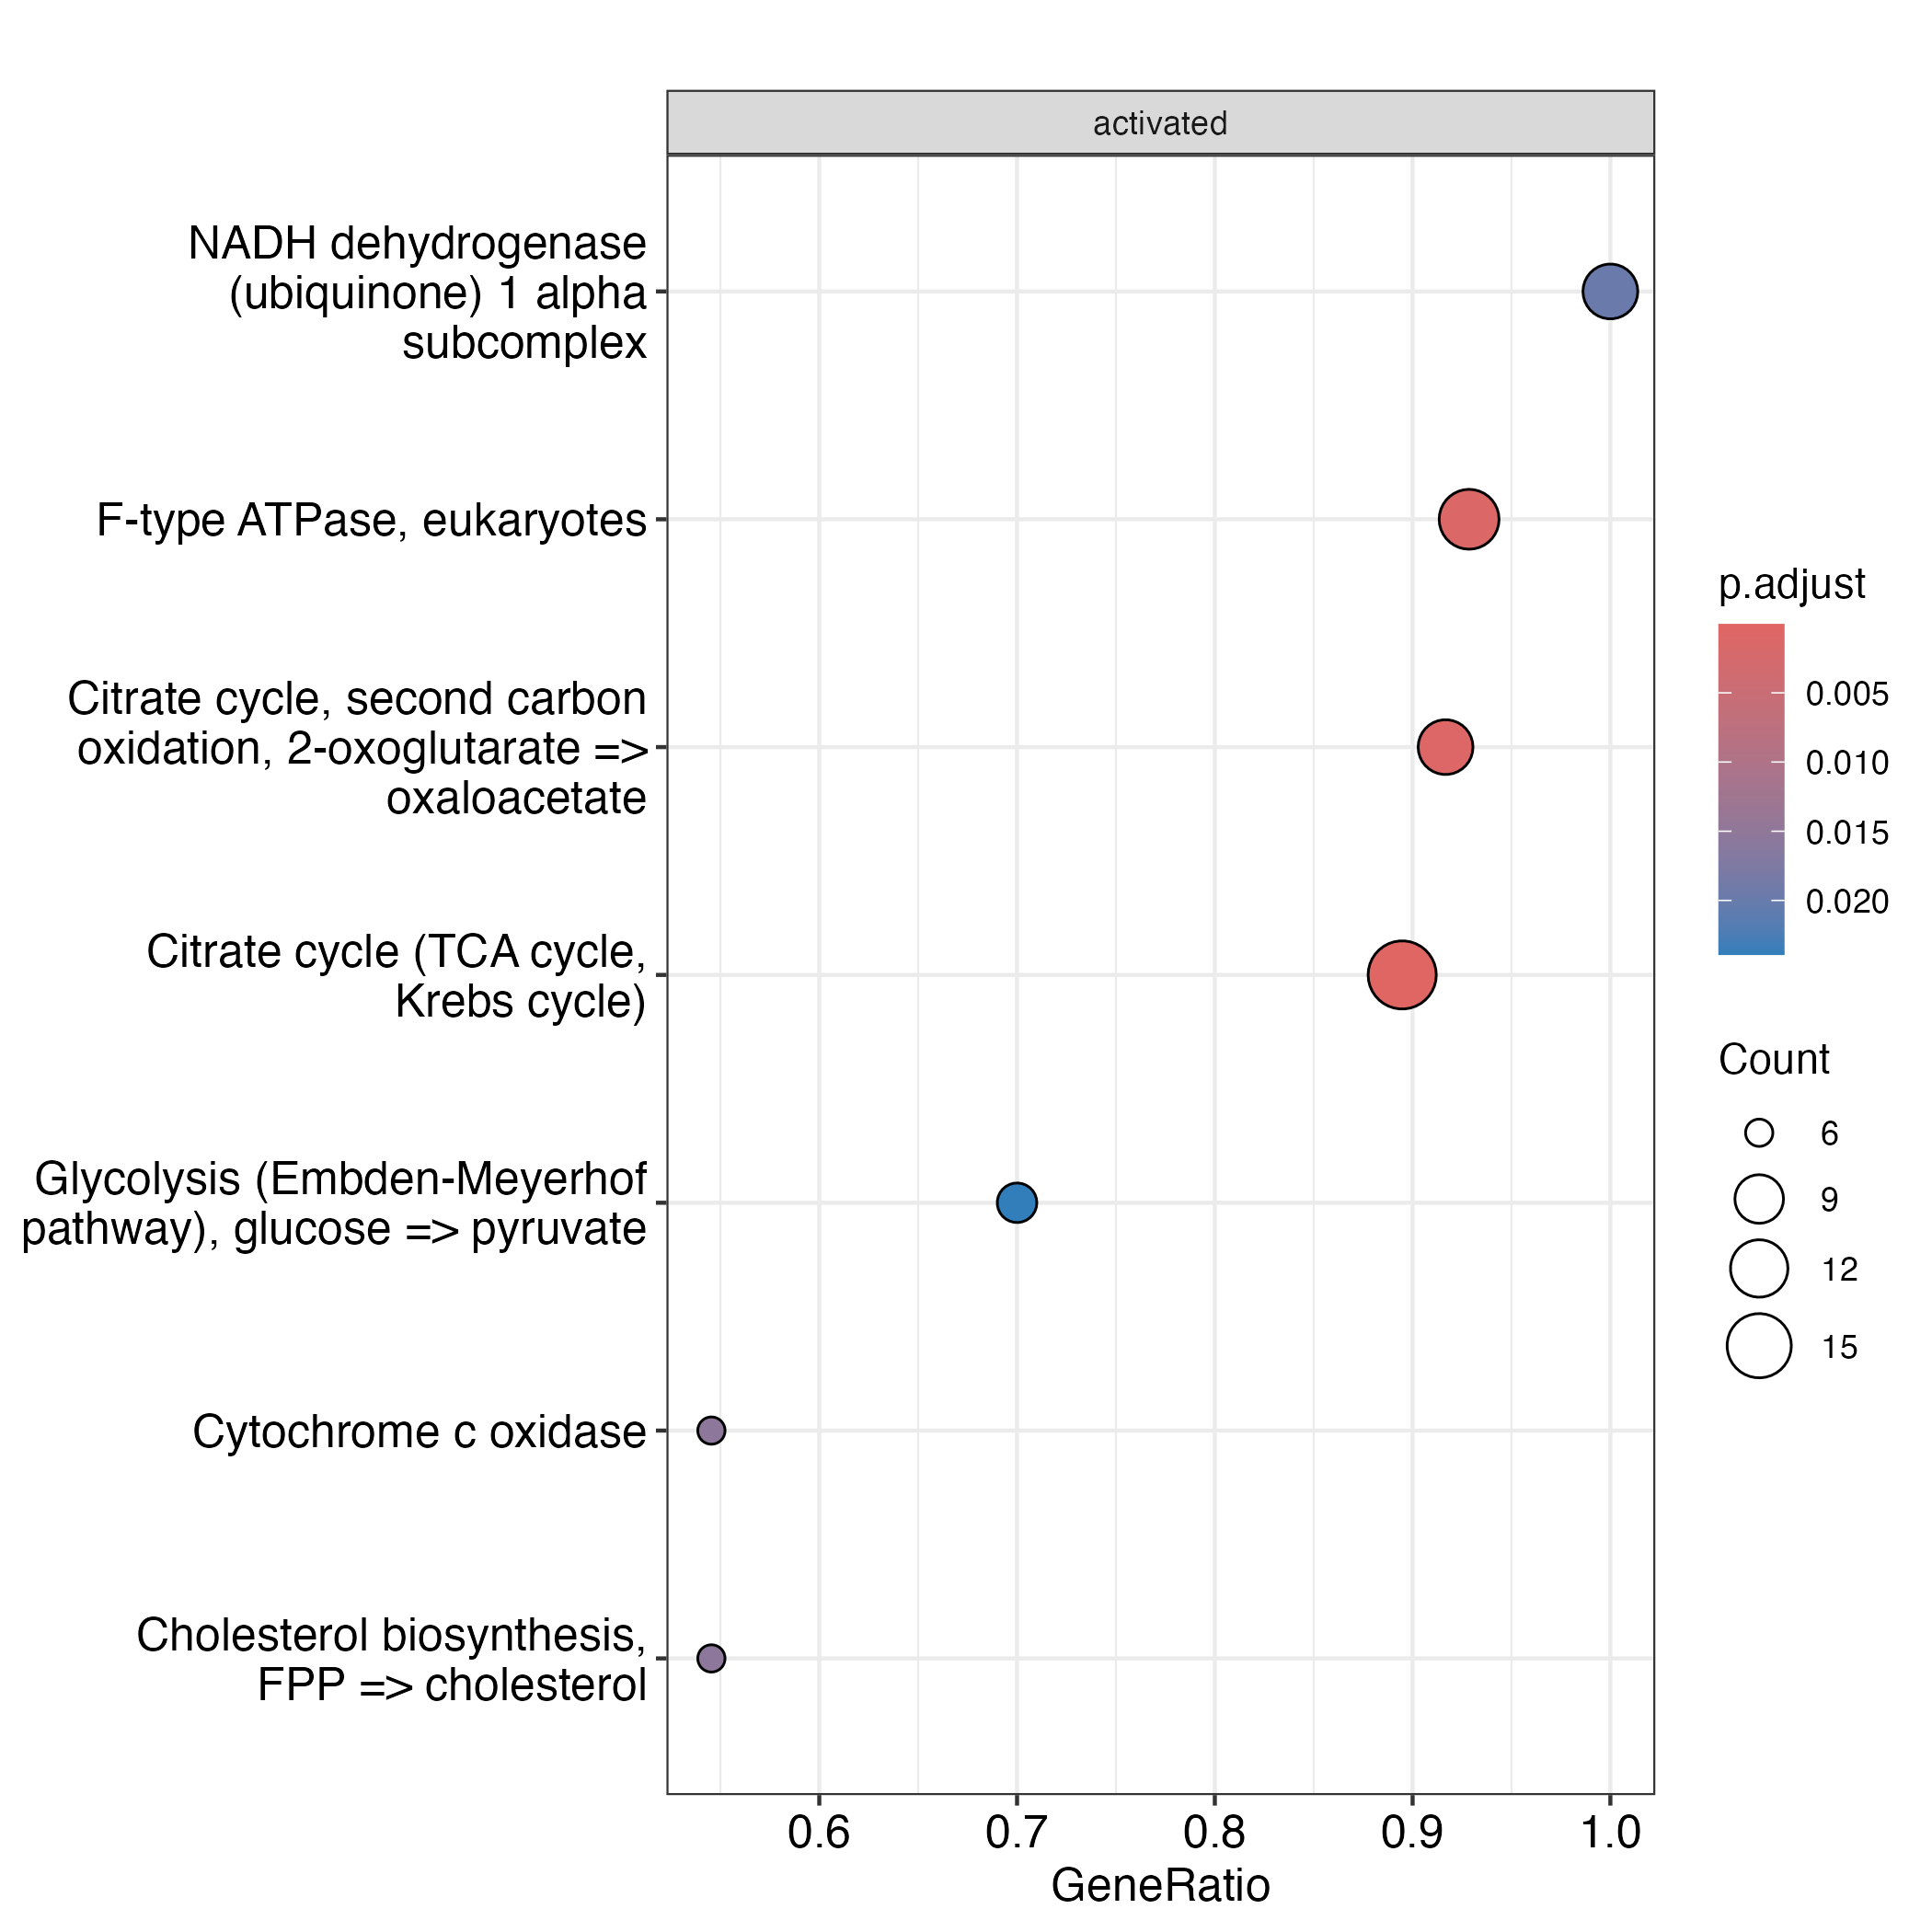 activated
NADH dehydrogenase
(ubiquinone) 1 alpha
subcomplex
F-type ATPase, eukaryotes
Citrate cycle, second carbon
oxidation, 2-oxoglutarate =>
oxaloacetate
Citrate cycle (TCA cycle,
Krebs cycle)
Glycolysis (Embden-Meyerhof
pathway), glucose => pyruvate
Cytochrome c oxidase
Cholesterol biosynthesis,
FPP => cholesterol
0.6 0.7 0.8 0.9 1.0
GeneRatio
p.adjust
0.005
0.010
0.015
0.020
Count
6
9
12
15